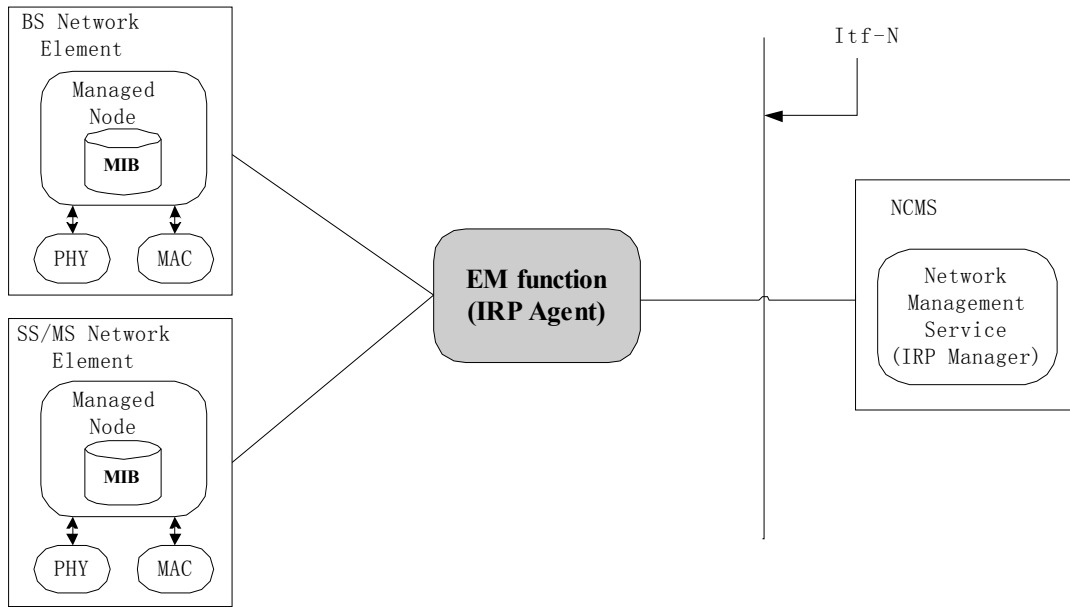 BS Network
Element
Managed
Node
MIB
PHY
MAC
SS/MS Network
Element
Managed
Node
MIB
PHY
MAC
EM function
(IRP Agent)
Itf-N
NCMS
Network
Management
Service
(IRP Manager)